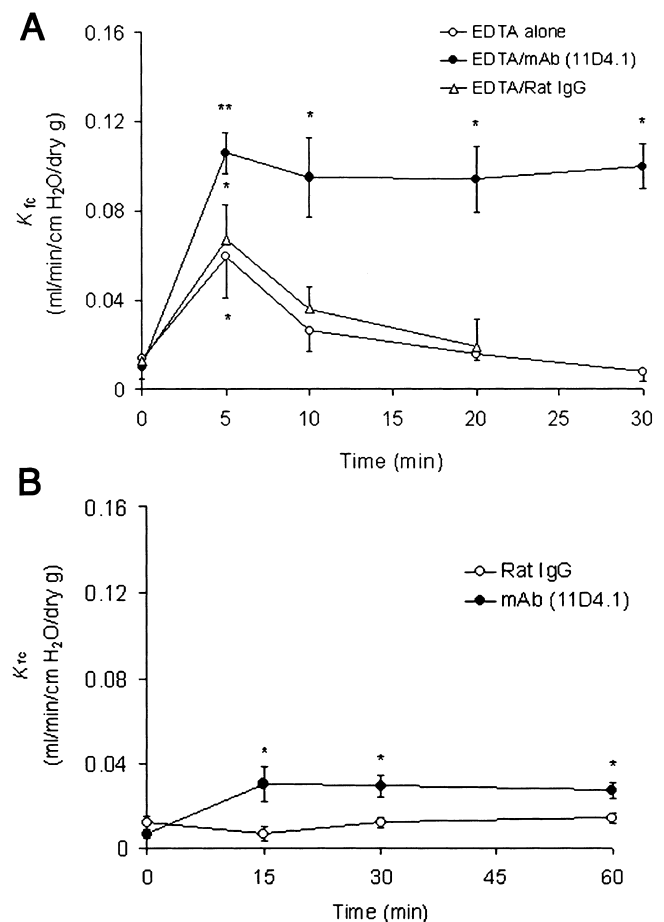 A
0.16
EDTA alone
EDTA/mAb (11D4.1)
EDTA/Rat IgG
0.12
**
*
*
*
*
0.08
Kfc
(ml/min/cm H₂O/dry g)
0.04
*
0
0
5
10
15
20
25
30
Time (min)
B
0.16
0.12
Rat IgG
mAb (11D4.1)
Kfc
(ml/min/cm H₂O/dry g)
0.08
0.04
*
*
*
0
0
15
30
45
60
Time (min)